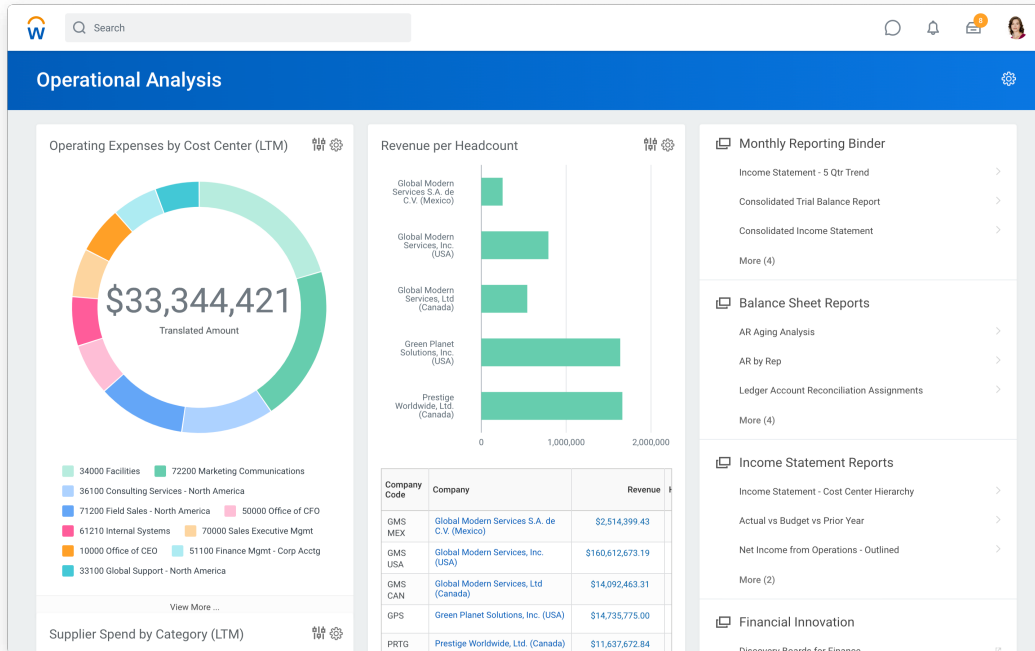 W
Search
8
Operational Analysis
Operating Expenses by Cost Center (LTM)
$33,344,421
Translated Amount
34000 Facilities
72200 Marketing Communications
36100 Consulting Services - North America
71200 Field Sales - North America
50000 Office of CFO
61210 Internal Systems
70000 Sales Executive Mgmt
10000 Office of CEO
51100 Finance Mgmt - Corp Acctg
33100 Global Support - North America
View More ...
Supplier Spend by Category (LTM)
Revenue per Headcount
Global Modern
Services S.A. de
C.V. (Mexico)
Global Modern
Services, Inc.
(USA)
Global Modern
Services, Ltd
(Canada)
Green Planet
Solutions, Inc.
(USA)
Prestige
Worldwide, Ltd.
(Canada)
0
1,000,000
2,000,000
Company
Code
Company
Revenue
GMS
MEX
Global Modern Services S.A. de
C.V. (Mexico)
$2,514,399.43
GMS
USA
Global Modern Services, Inc.
(USA)
$160,612,673.19
GMS
CAN
Global Modern Services, Ltd
(Canada)
$14,092,463.31
GPS
Green Planet Solutions, Inc. (USA)
$14,735,775.00
PRTG
Prestige Worldwide, Ltd. (Canada)
$11,637,672.84
Monthly Reporting Binder
Income Statement - 5 Qtr Trend
Consolidated Trial Balance Report
Consolidated Income Statement
More (4)
Balance Sheet Reports
AR Aging Analysis
AR by Rep
Ledger Account Reconciliation Assignments
More (4)
Income Statement Reports
Income Statement - Cost Center Hierarchy
Actual vs Budget vs Prior Year
Net Income from Operations - Outlined
More (2)
Financial Innovation
Discovery Boards for Finance